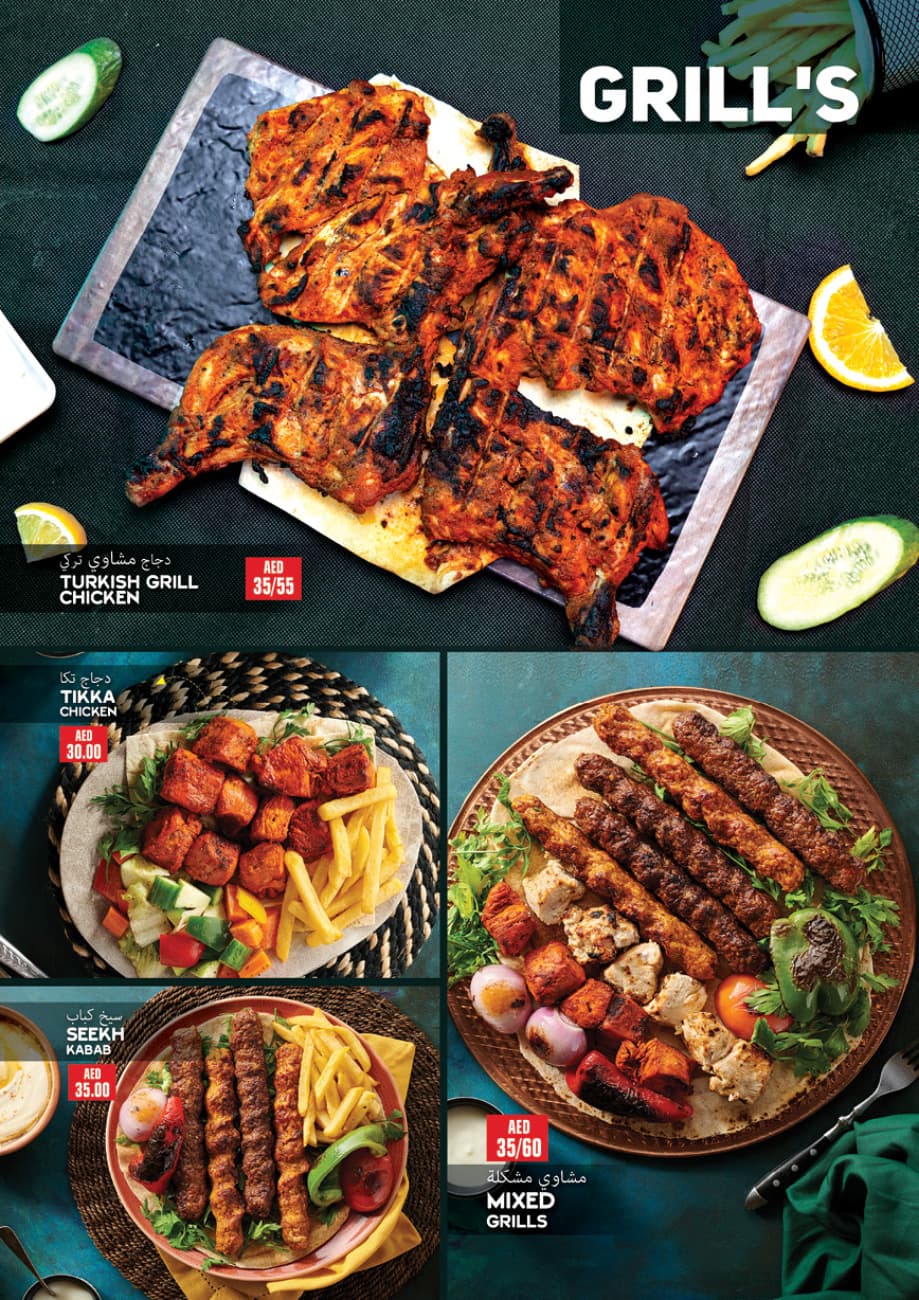 GRILL'S
دجاج مشاوي تركي
TURKISH GRILL
CHICKEN
AED
35/55
دجاج تكا
TIKKA
CHICKEN
AED
30.00
سيخ كباب
SEEKH
KABAB
AED
35.00
AED
35/60
مشاوي مشكلة
MIXED
GRILLS